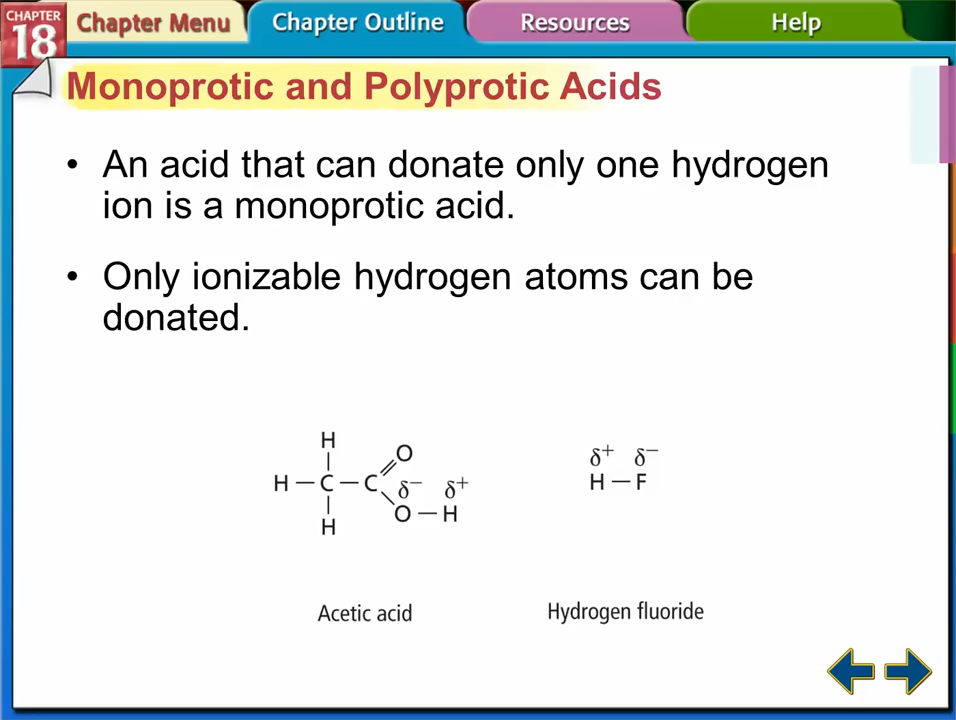 CHAPTER
18
Chapter Menu
Chapter Outline
Resources
Help
Monoprotic and Polyprotic Acids
• An acid that can donate only one hydrogen
ion is a monoprotic acid.
• Only ionizable hydrogen atoms can be
donated.
H
O
H — C — C
δ− δ+
O — H
H
Acetic acid
δ+ δ−
H — F
Hydrogen fluoride